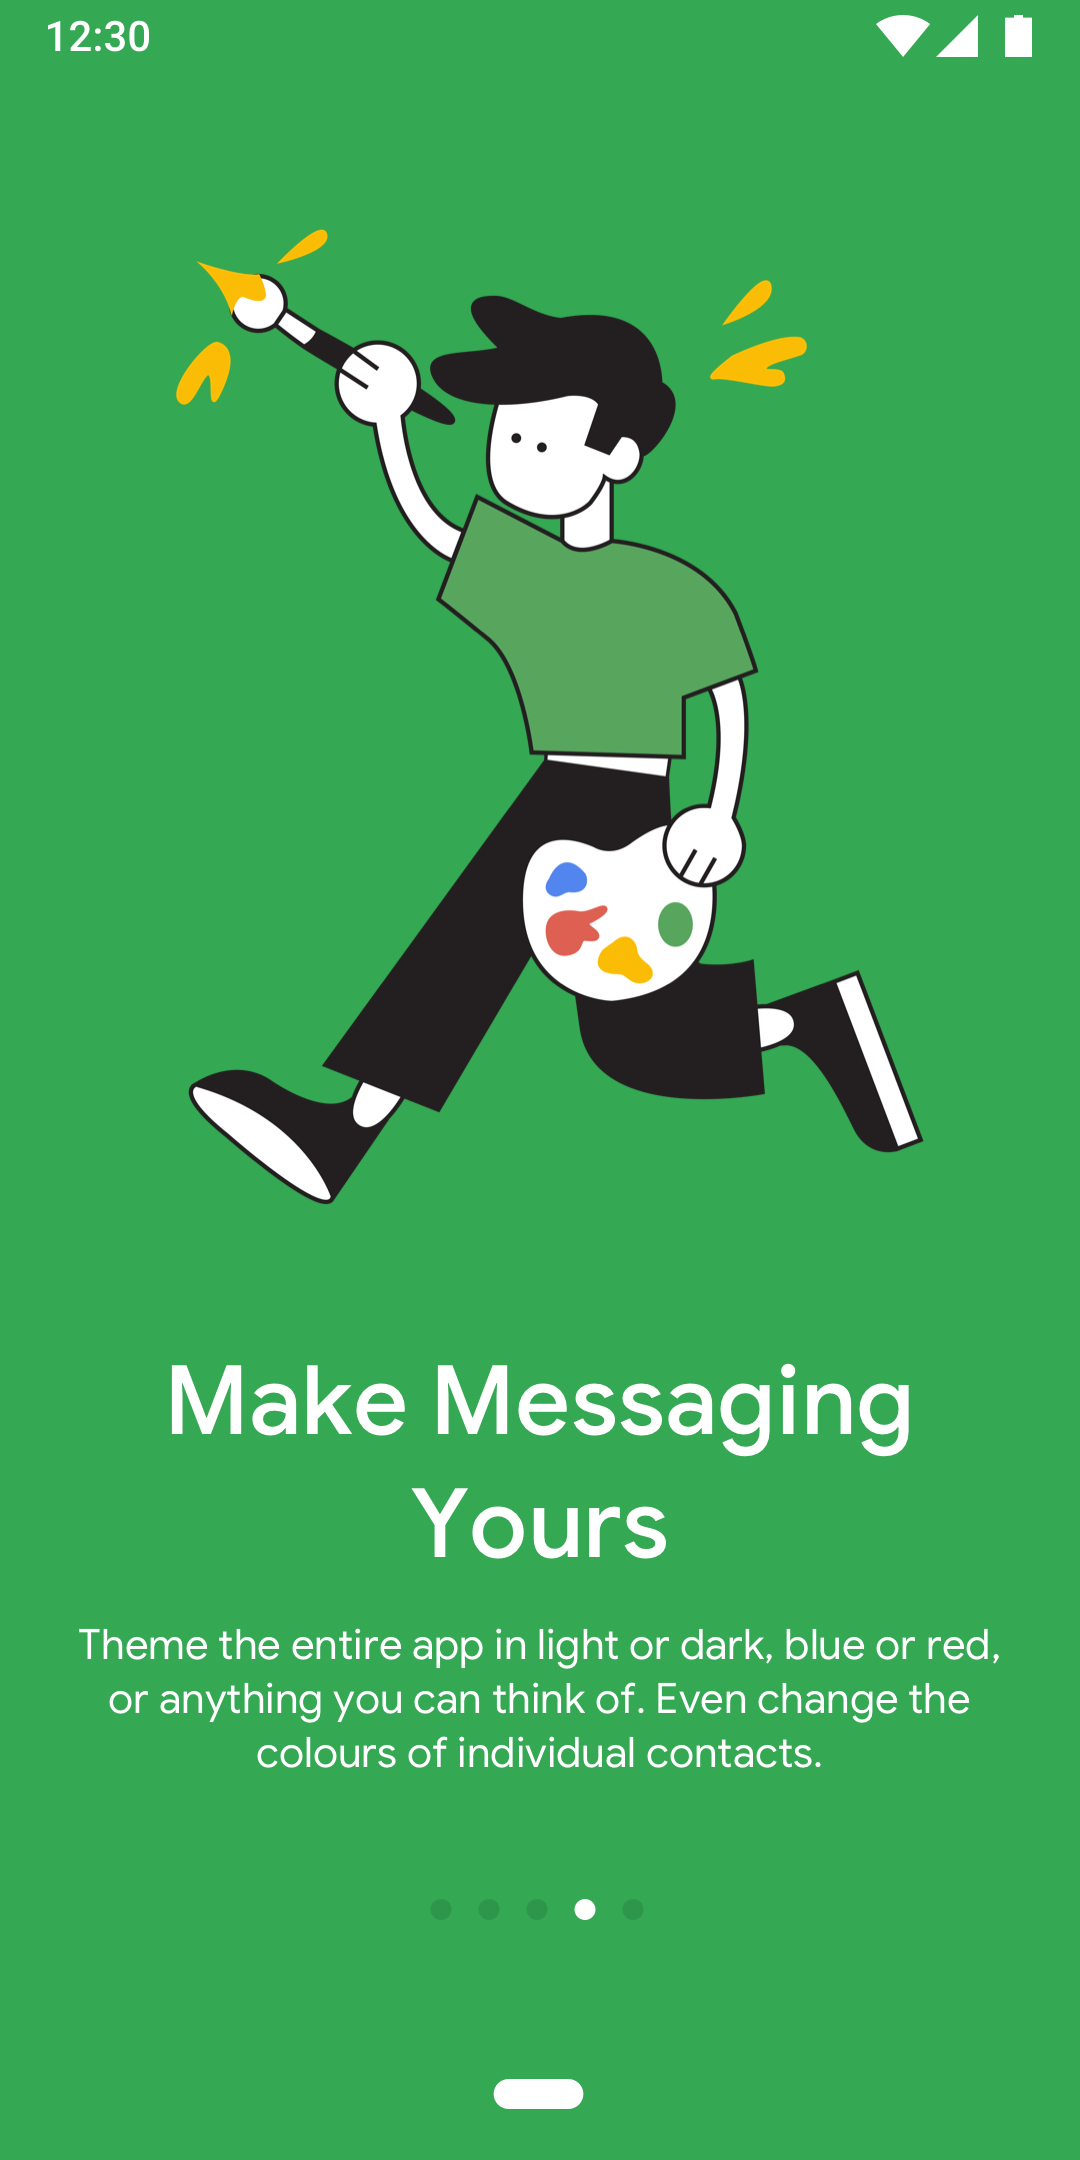 12:30
Make Messaging
Yours
Theme the entire app in light or dark, blue or red,
or anything you can think of. Even change the
colours of individual contacts.